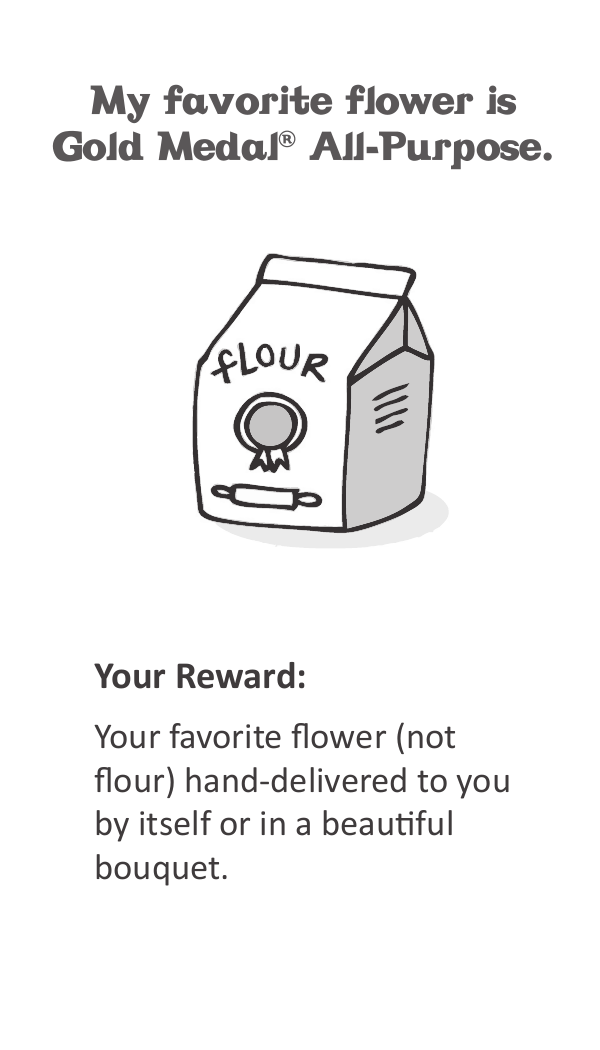 My favorite flower is
Gold Medal® All-Purpose.
fLOUR
Your Reward:
Your favorite flower (not
flour) hand-delivered to you
by itself or in a beautiful
bouquet.